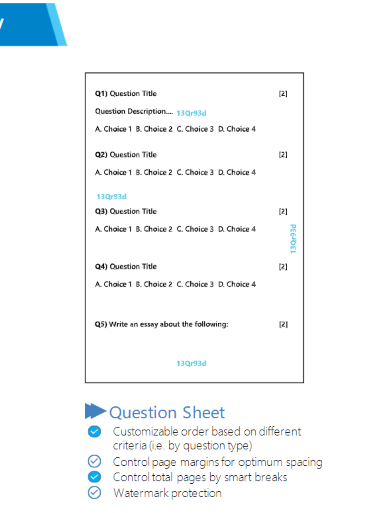 Q1) Question Title [2]
Question Description.... 13Qr93d
A. Choice 1 B. Choice 2 C. Choice 3 D. Choice 4
Q2) Question Title [2]
A. Choice 1 B. Choice 2 C. Choice 3 D. Choice 4
13Qr93d
Q3) Question Title [2]
A. Choice 1 B. Choice 2 C. Choice 3 D. Choice 4
13Qr93d
Q4) Question Title [2]
A. Choice 1 B. Choice 2 C. Choice 3 D. Choice 4
Q5) Write an essay about the following: [2]
13Qr93d
Question Sheet
Customizable order based on different
criteria (i.e. by question type)
Control page margins for optimum spacing
Control total pages by smart breaks
Watermark protection